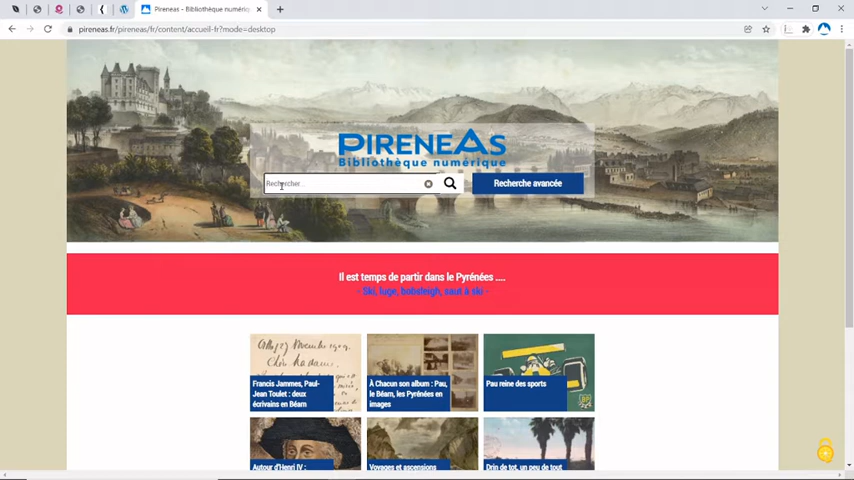 Pireneas - Bibliothèque numériq
pireneas.fr/pireneas/fr/content/accueil-fr?mode=desktop
PIRENEAS
Bibliothèque numérique
Rechercher...
Recherche avancée
Il est temps de partir dans le Pyrénées ....
- Ski, luge, bobsleigh, saut à ski -
Francis Jammes, Paul-
Jean Toulet : deux
écrivains en Béarn
À Chacun son album : Pau,
le Béarn, les Pyrénées en
images
Pau reine des sports
Autour d'Henri IV :
Voyages et ascensions
Drin de tot, un peu de tout